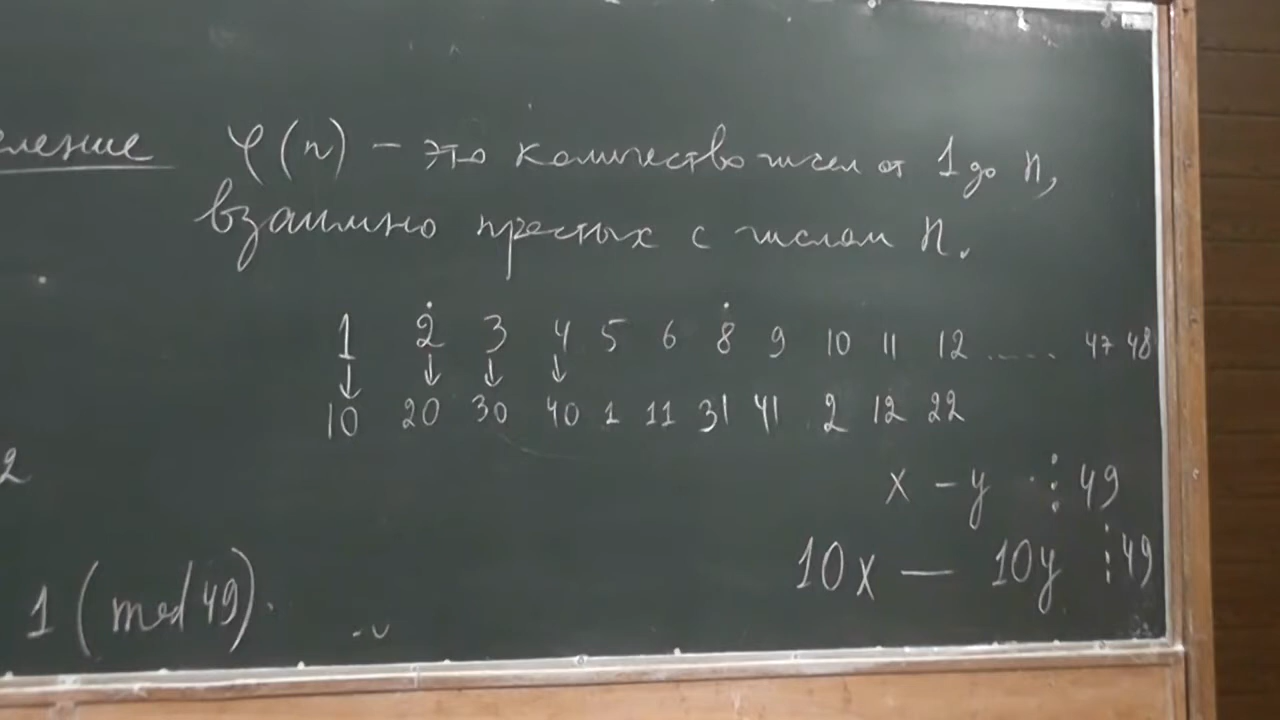 еление φ(n) – это количество чисел от 1 до n,
взаимно простых с числом n.
1 2 3 4 5 6 8 9 10 11 12 ..... 47 48
↓ ↓ ↓ ↓
10 20 30 40 1 11 31 41 2 12 22
2
x – y ⋮ 49
10x — 10y ⋮ 49
1 (mod 49).